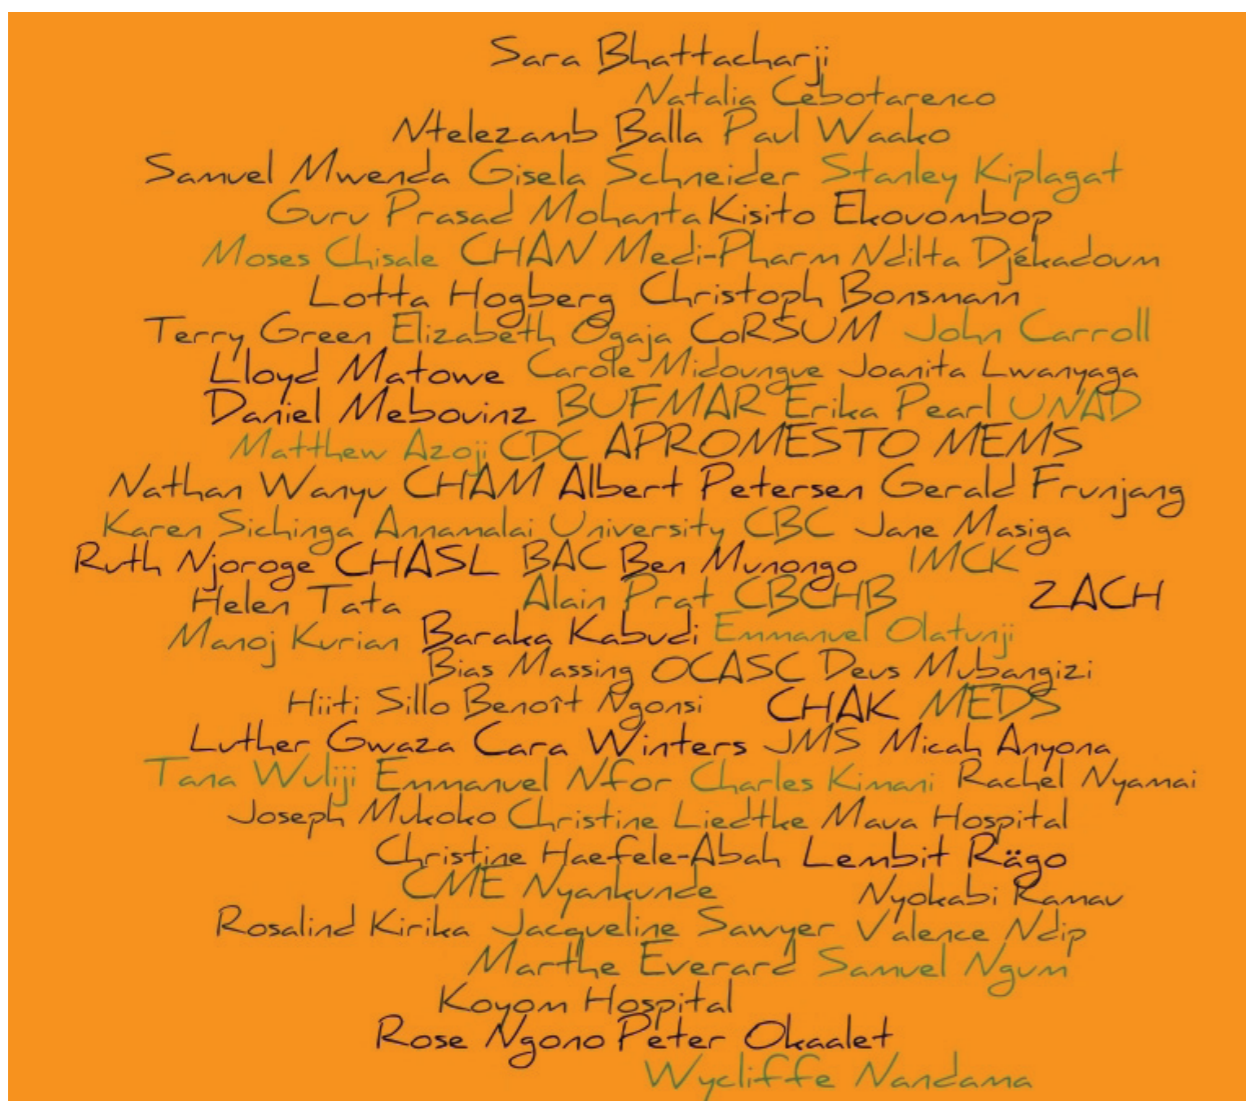 Sara Bhattacharji
Natalia Cebotarenco
Ntelezamb Balla Paul Waako
Samuel Mwenda Gisela Schneider Stanley Kiplagat
Guru Prasad Mohanta Kisito Ekouombop
Moses Chisale CHAN Medi-Pharm Ndilta Djékadoum
Lotta Hogberg Christoph Bonsmann
Terry Green Elizabeth Ogaja CoRSUM John Carroll
Lloyd Matowe Carole Midoungue Joanita Lwanyaga
Daniel Mebouinz BUFMAR Erika Pearl UNAD
Matthew Azoji CDC APROMESTO MEMS
Nathan Wanyu CHAM Albert Petersen Gerald Frunjang
Karen Sichinga Annamalai University CBC Jane Masiga
Ruth Njoroge CHASL BAC Ben Munongo IMCK
Helen Tata Alain Prat CBCHB ZACH
Manoj Kurian Baraka Kabudi Emmanuel Olatunji
Bias Massing OCASC Deus Mubangizi
Hiiti Sillo Benoît Ngonsi CHAK MEDS
Luther Gwaza Cara Winters JMS Micah Anyona
Tana Wuliji Emmanuel Nfor Charles Kimani Rachel Nyamai
Joseph Mukoko Christine Liedtke Maua Hospital
Christine Haefele-Abah Lembit Rägo
CME Nyankunde Nyokabi Ramau
Rosalind Kirika Jacqueline Sawyer Valence Ndip
Marthe Everard Samuel Ngum
Koyom Hospital
Rose Ngono Peter Okaalet
Wycliffe Nandama